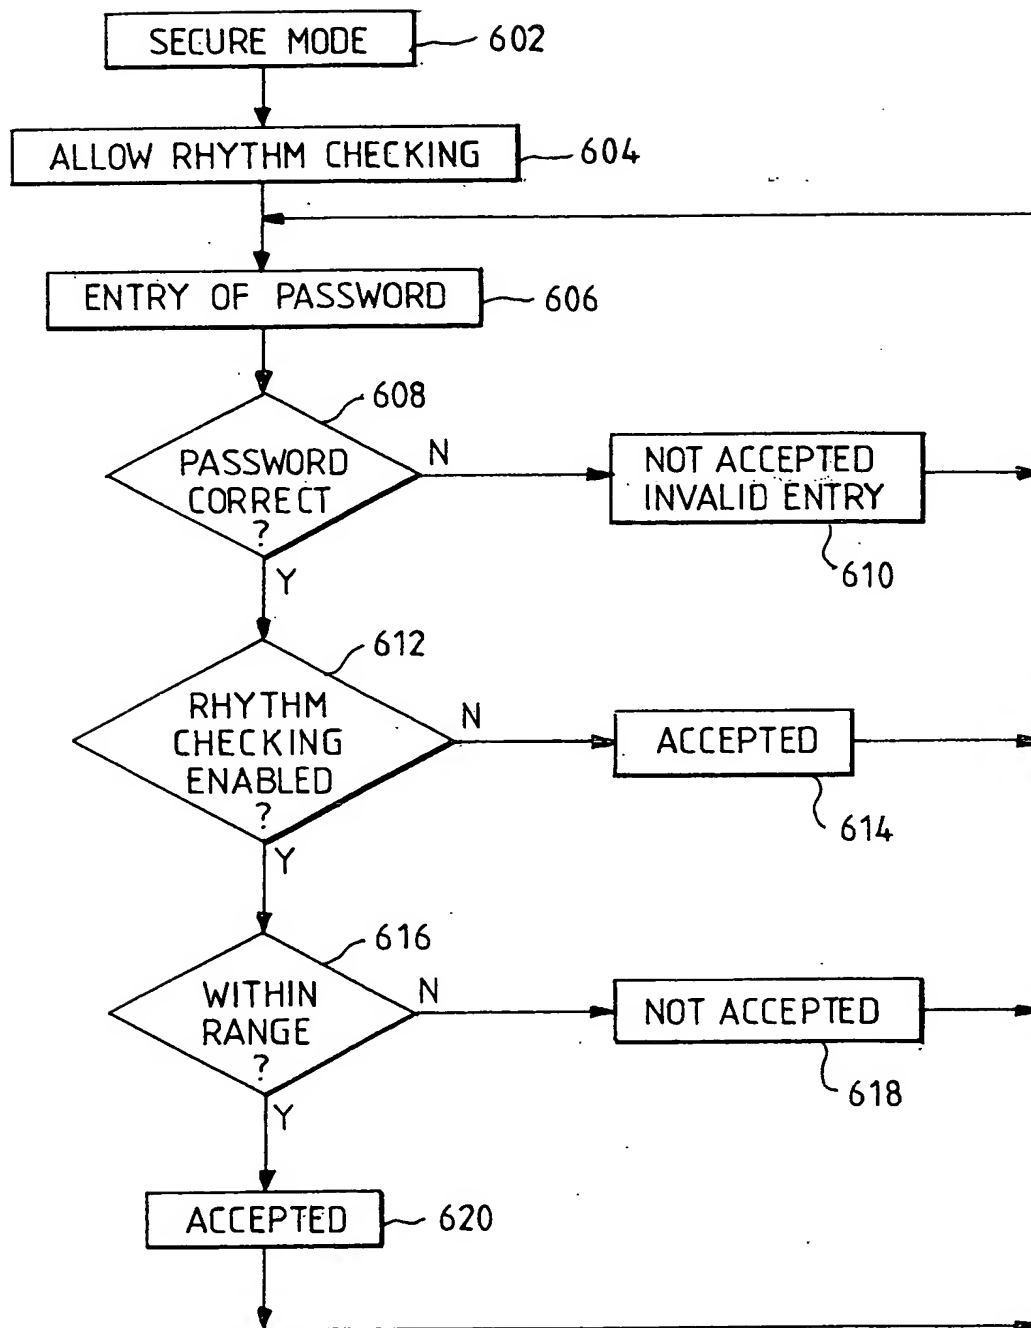 SECURE MODE
602
ALLOW RHYTHM CHECKING
604
ENTRY OF PASSWORD
606
608
PASSWORD
CORRECT
?
N
Y
NOT ACCEPTED
INVALID ENTRY
610
612
RHYTHM
CHECKING
ENABLED
?
N
Y
ACCEPTED
614
616
WITHIN
RANGE
?
N
Y
NOT ACCEPTED
618
ACCEPTED
620